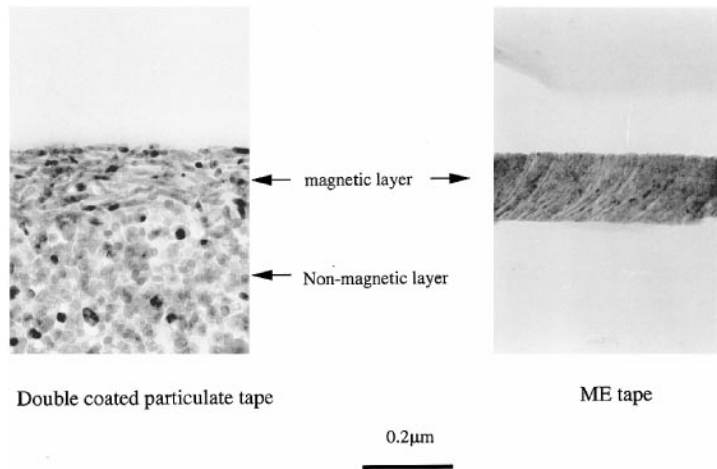 magnetic layer
Non-magnetic layer
Double coated particulate tape
ME tape
0.2μm